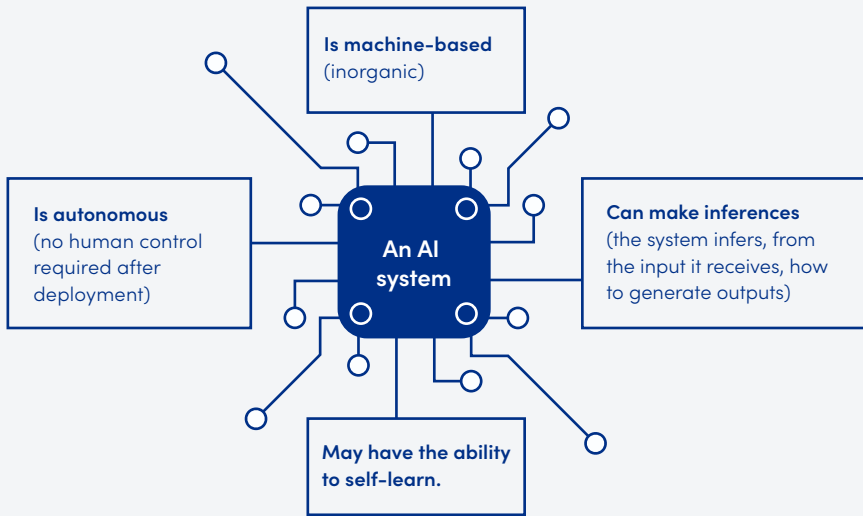 Is machine-based
(inorganic)
Is autonomous
(no human control
required after
deployment)
An AI
system
Can make inferences
(the system infers, from
the input it receives, how
to generate outputs)
May have the ability
to self-learn.